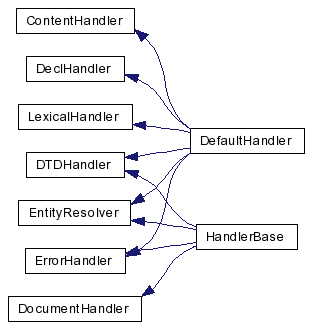 ContentHandler
DeclHandler
LexicalHandler
DefaultHandler
DTDHandler
EntityResolver
HandlerBase
ErrorHandler
DocumentHandler